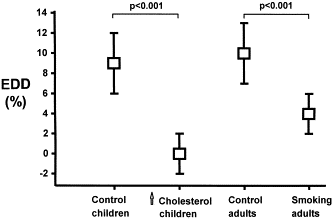 p<0.001 p<0.001
14
12
10
8
6
4
2
0
-2
EDD
(%)
Control
children
⇧ Cholesterol
children
Control
adults
Smoking
adults